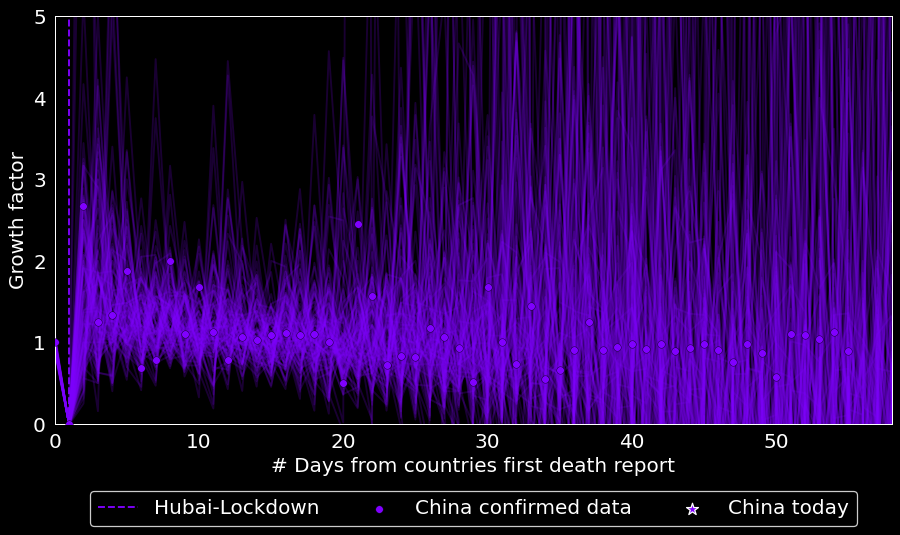 5
4
3
2
1
0
Growth factor
0 10 20 30 40 50
# Days from countries first death report
Hubai-Lockdown China confirmed data China today